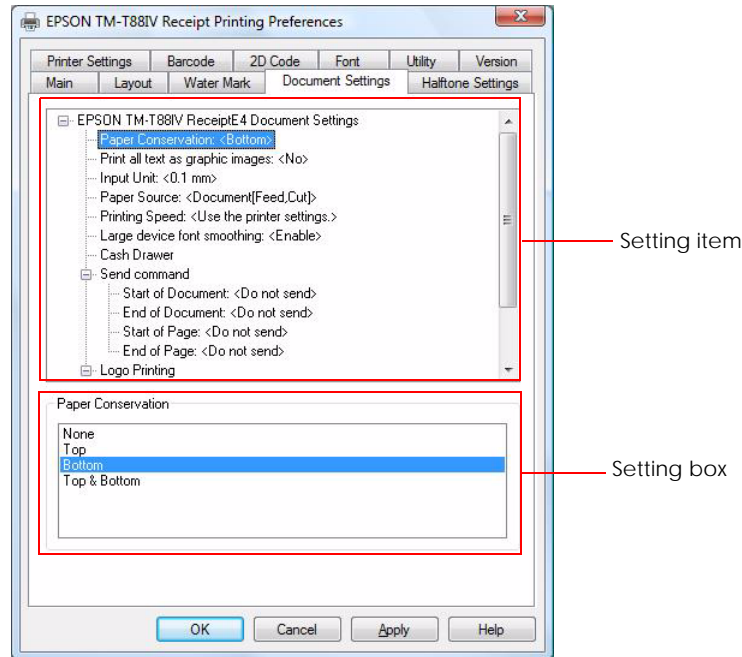 EPSON TM-T88IV Receipt Printing Preferences
Printer Settings Barcode 2D Code Font Utility Version
Main Layout Water Mark Document Settings Halftone Settings
EPSON TM-T88IV ReceiptE4 Document Settings
Paper Conservation: <Bottom>
Print all text as graphic images: <No>
Input Unit: <0.1 mm>
Paper Source: <Document[Feed,Cut]>
Printing Speed: <Use the printer settings.>
Large device font smoothing: <Enable>
Cash Drawer
Send command
Start of Document: <Do not send>
End of Document: <Do not send>
Start of Page: <Do not send>
End of Page: <Do not send>
Logo Printing
Setting item
Paper Conservation
None
Top
Bottom
Top & Bottom
Setting box
OK Cancel Apply Help